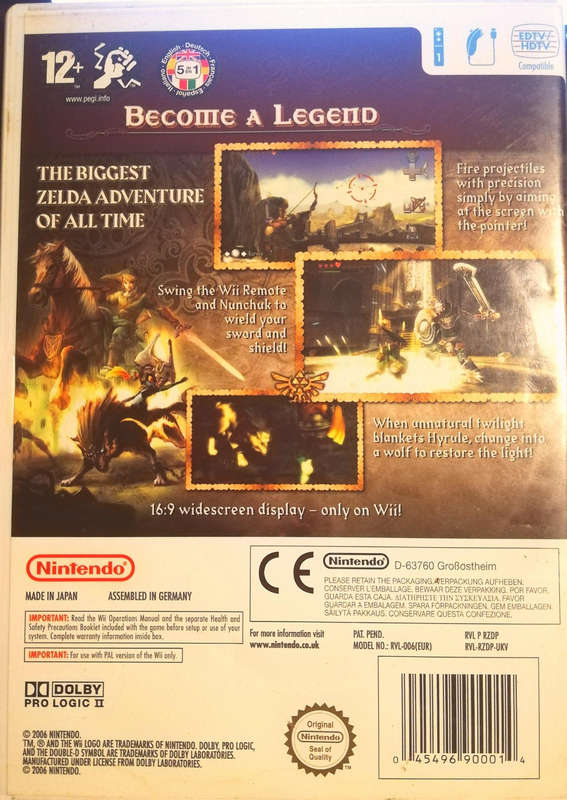 12+
www.pegi.info
English • Deutsch • Français • Español • Italiano
5 in 1
1
EDTV/
HDTV
Compatible
BECOME A LEGEND
THE BIGGEST
ZELDA ADVENTURE
OF ALL TIME
Fire projectiles
with precision
simply by aiming
at the screen with
the pointer!
Swing the Wii Remote
and Nunchuk to
wield your
sword and
shield!
When unnatural twilight
blankets Hyrule, change into
a wolf to restore the light!
16:9 widescreen display – only on Wii!
Nintendo®
MADE IN JAPAN ASSEMBLED IN GERMANY
IMPORTANT: Read the Wii Operations Manual and the separate Health and
Safety Precautions Booklet included with the game before setup or use of your
system. Complete warranty information inside box.
IMPORTANT: For use with PAL version of the Wii only.
CE
Nintendo® D-63760 Großostheim
PLEASE RETAIN THE PACKAGING. VERPACKUNG AUFHEBEN.
CONSERVER L'EMBALLAGE. BEWAAR DEZE VERPAKKING. POR FAVOR,
GUARDA ESTA CAJA. ΔΙΑΤΗΡΗΣΤΕ ΤΗΝ ΣΥΣΚΕΥΑΣΙΑ. FAVOR
GUARDAR A EMBALAGEM. SPARA FÖRPACKNINGEN. GEM EMBALLAGEN
SÄILYTÄ PAKKAUS. CONSERVARE QUESTA CONFEZIONE.
For more information visit
www.nintendo.co.uk
PAT. PEND. RVL P RZDP
MODEL NO.: RVL-006(EUR) RVL-RZDP-UKV
DOLBY
PRO LOGIC II
© 2006 NINTENDO.
TM, ® AND THE Wii LOGO ARE TRADEMARKS OF NINTENDO. DOLBY, PRO LOGIC,
AND THE DOUBLE-D SYMBOL ARE TRADEMARKS OF DOLBY LABORATORIES.
MANUFACTURED UNDER LICENSE FROM DOLBY LABORATORIES.
© 2006 NINTENDO.
Original
Nintendo®
Seal of
Quality
0 45496 90001 4